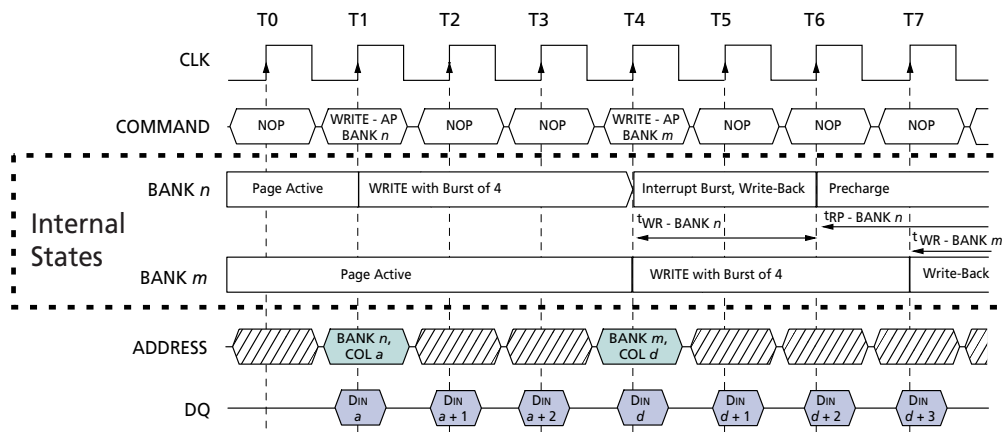 T0 T1 T2 T3 T4 T5 T6 T7
CLK
COMMAND NOP WRITE - AP BANK n NOP NOP WRITE - AP BANK m NOP NOP NOP
Internal States
BANK n Page Active WRITE with Burst of 4 Interrupt Burst, Write-Back Precharge
tWR - BANK n tRP - BANK n
tWR - BANK m
BANK m Page Active WRITE with Burst of 4 Write-Back
ADDRESS BANK n, COL a BANK m, COL d
DQ DIN a DIN a + 1 DIN a + 2 DIN d DIN d + 1 DIN d + 2 DIN d + 3